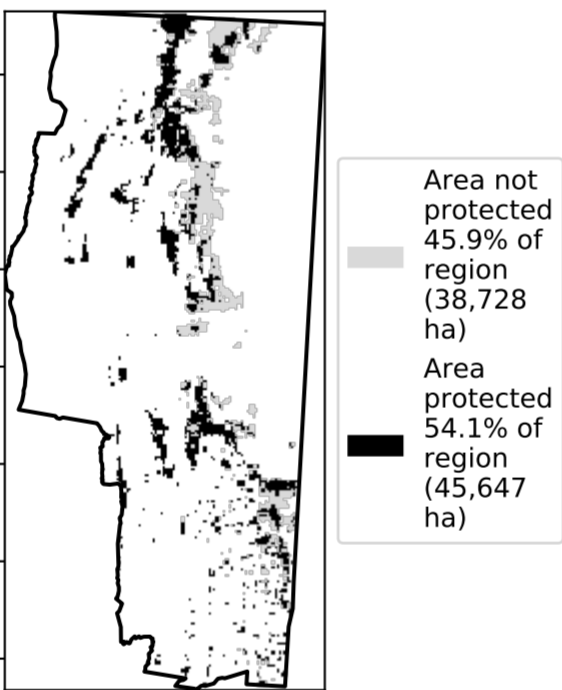 Area not
protected
45.9% of
region
(38,728
ha)
Area
protected
54.1% of
region
(45,647
ha)